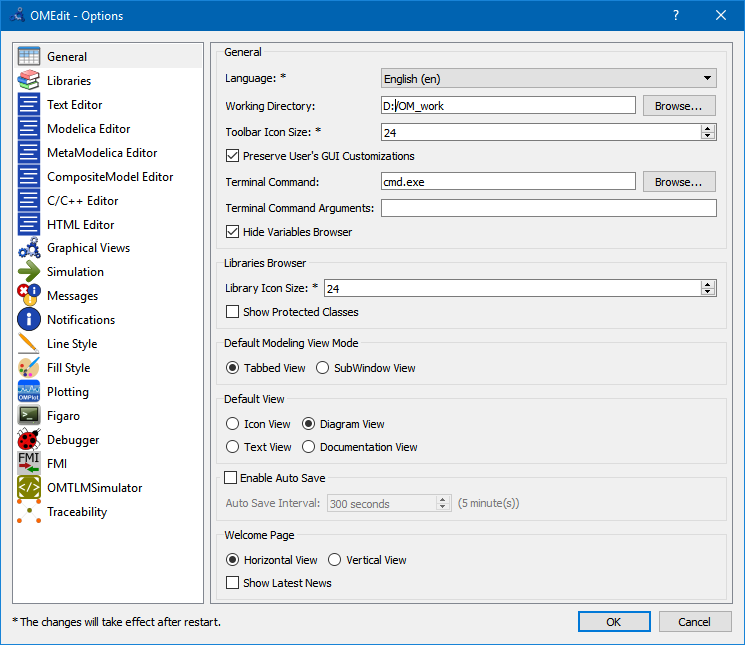 OMEdit - Options
General
Libraries
Text Editor
Modelica Editor
MetaModelica Editor
CompositeModel Editor
C/C++ Editor
HTML Editor
Graphical Views
Simulation
Messages
Notifications
Line Style
Fill Style
OMPlot
Plotting
Figaro
Debugger
FMI
FMI
OMTLMSimulator
Traceability
General
Language: * English (en)
Working Directory: D:/OM_work Browse...
Toolbar Icon Size: * 24
Preserve User's GUI Customizations
Terminal Command: cmd.exe Browse...
Terminal Command Arguments:
Hide Variables Browser
Libraries Browser
Library Icon Size: * 24
Show Protected Classes
Default Modeling View Mode
Tabbed View SubWindow View
Default View
Icon View Diagram View
Text View Documentation View
Enable Auto Save
Auto Save Interval: 300 seconds (5 minute(s))
Welcome Page
Horizontal View Vertical View
Show Latest News
* The changes will take effect after restart.
OK Cancel